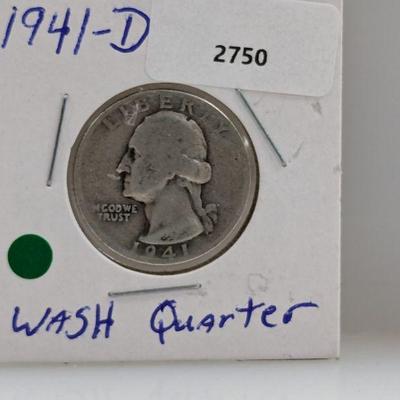 1941-D
2750
LIBERTY
IN GOD WE
TRUST
1941
WASH Quarter